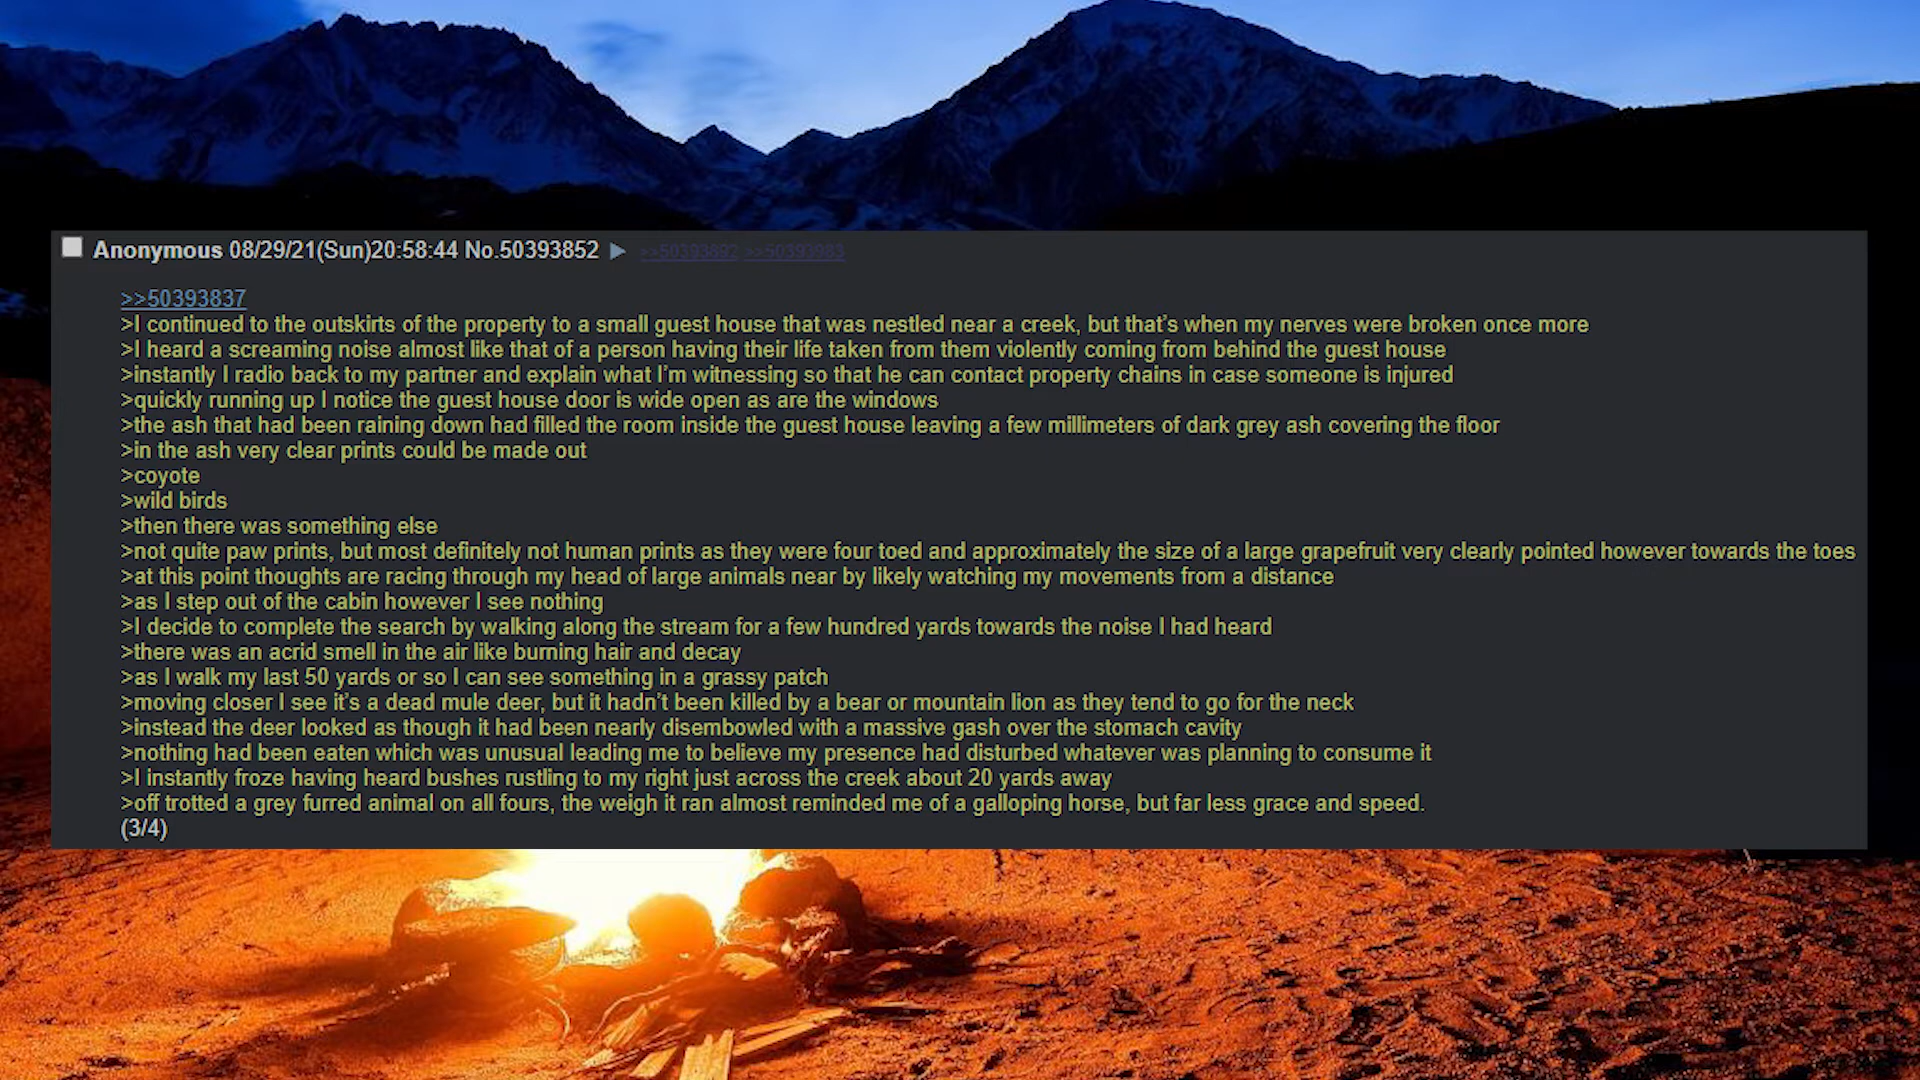 Anonymous 08/29/21(Sun)20:58:44 No.50393852 ▶ >>50393892 >>50393983
>>50393837
>I continued to the outskirts of the property to a small guest house that was nestled near a creek, but that's when my nerves were broken once more
>I heard a screaming noise almost like that of a person having their life taken from them violently coming from behind the guest house
>instantly I radio back to my partner and explain what I'm witnessing so that he can contact property chains in case someone is injured
>quickly running up I notice the guest house door is wide open as are the windows
>the ash that had been raining down had filled the room inside the guest house leaving a few millimeters of dark grey ash covering the floor
>in the ash very clear prints could be made out
>coyote
>wild birds
>then there was something else
>not quite paw prints, but most definitely not human prints as they were four toed and approximately the size of a large grapefruit very clearly pointed however towards the toes
>at this point thoughts are racing through my head of large animals near by likely watching my movements from a distance
>as I step out of the cabin however I see nothing
>I decide to complete the search by walking along the stream for a few hundred yards towards the noise I had heard
>there was an acrid smell in the air like burning hair and decay
>as I walk my last 50 yards or so I can see something in a grassy patch
>moving closer I see it's a dead mule deer, but it hadn't been killed by a bear or mountain lion as they tend to go for the neck
>instead the deer looked as though it had been nearly disembowled with a massive gash over the stomach cavity
>nothing had been eaten which was unusual leading me to believe my presence had disturbed whatever was planning to consume it
>I instantly froze having heard bushes rustling to my right just across the creek about 20 yards away
>off trotted a grey furred animal on all fours, the weigh it ran almost reminded me of a galloping horse, but far less grace and speed.
(3/4)